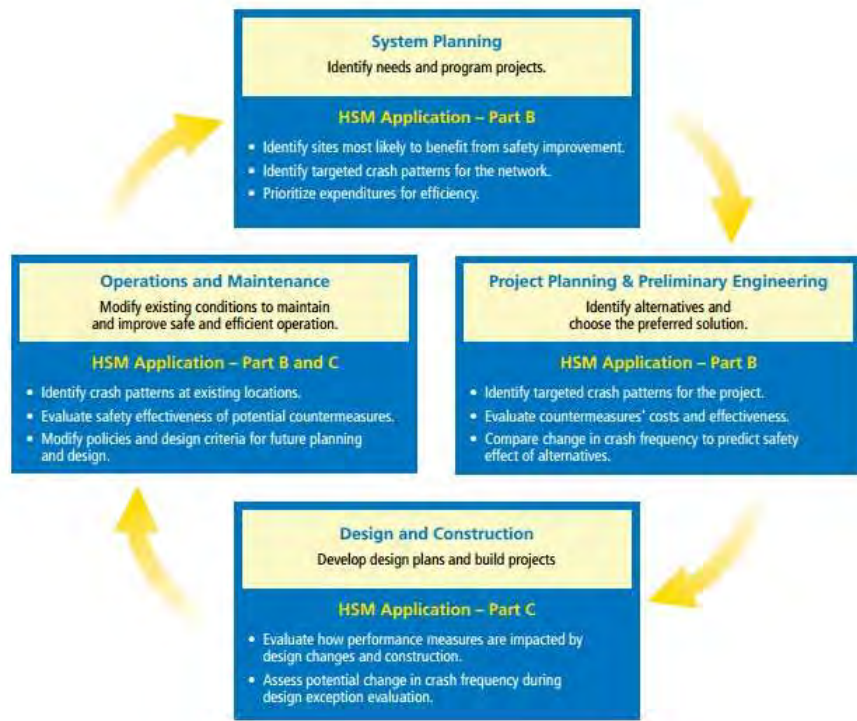 System Planning
Identify needs and program projects.
HSM Application – Part B
• Identify sites most likely to benefit from safety improvement.
• Identify targeted crash patterns for the network.
• Prioritize expenditures for efficiency.
Operations and Maintenance
Modify existing conditions to maintain
and improve safe and efficient operation.
HSM Application – Part B and C
• Identify crash patterns at existing locations.
• Evaluate safety effectiveness of potential countermeasures.
• Modify policies and design criteria for future planning
and design.
Project Planning & Preliminary Engineering
Identify alternatives and
choose the preferred solution.
HSM Application – Part B
• Identify targeted crash patterns for the project.
• Evaluate countermeasures' costs and effectiveness.
• Compare change in crash frequency to predict safety
effect of alternatives.
Design and Construction
Develop design plans and build projects
HSM Application – Part C
• Evaluate how performance measures are impacted by
design changes and construction.
• Assess potential change in crash frequency during
design exception evaluation.